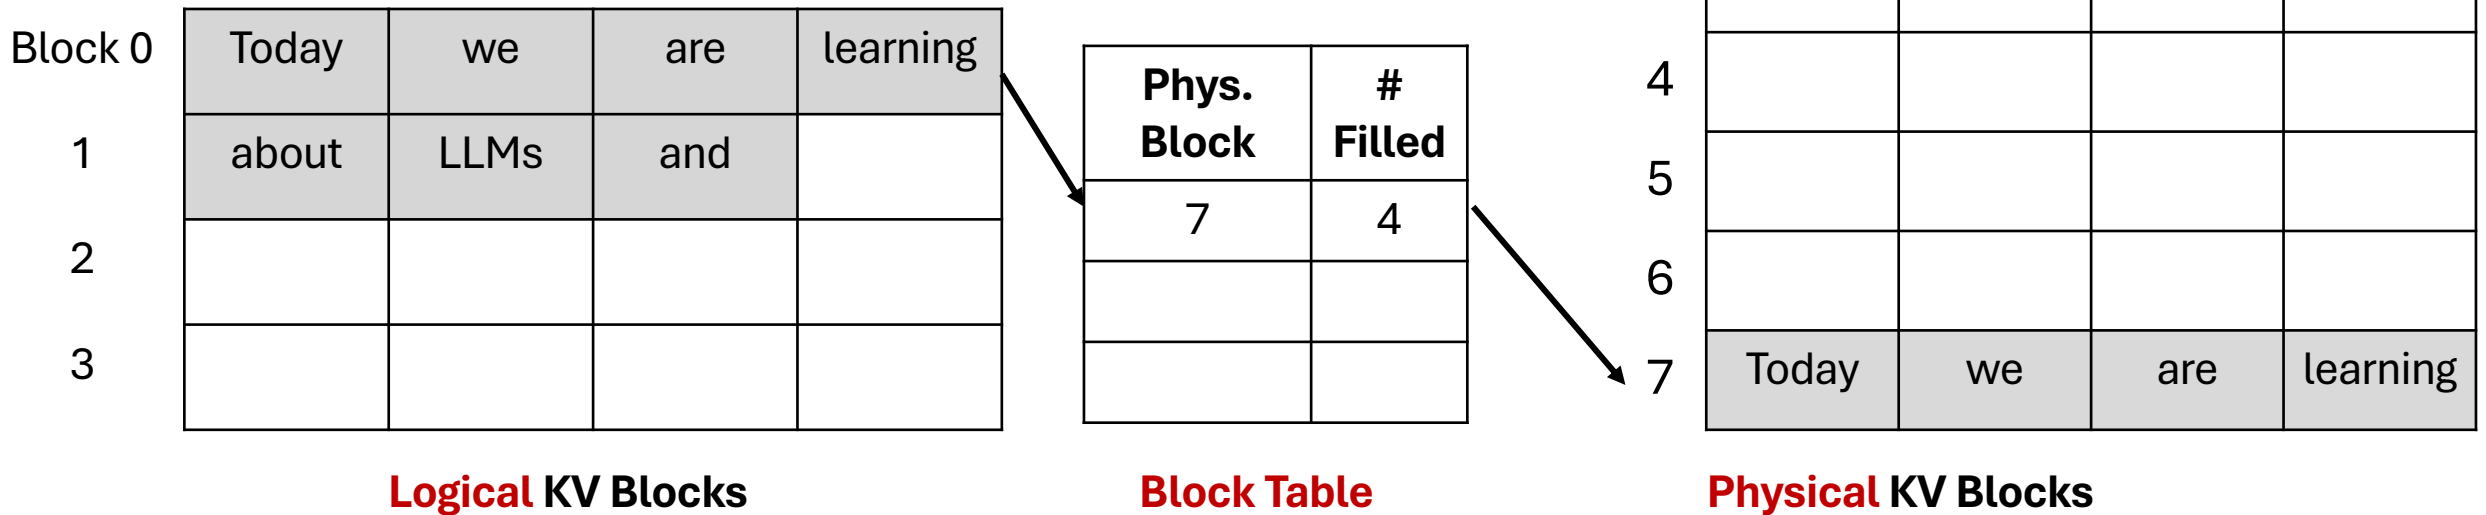 Block 0 Today we are learning
1 about LLMs and
2
3
Logical KV Blocks
Phys. Block # Filled
7 4
Block Table
4
5
6
7 Today we are learning
Physical KV Blocks